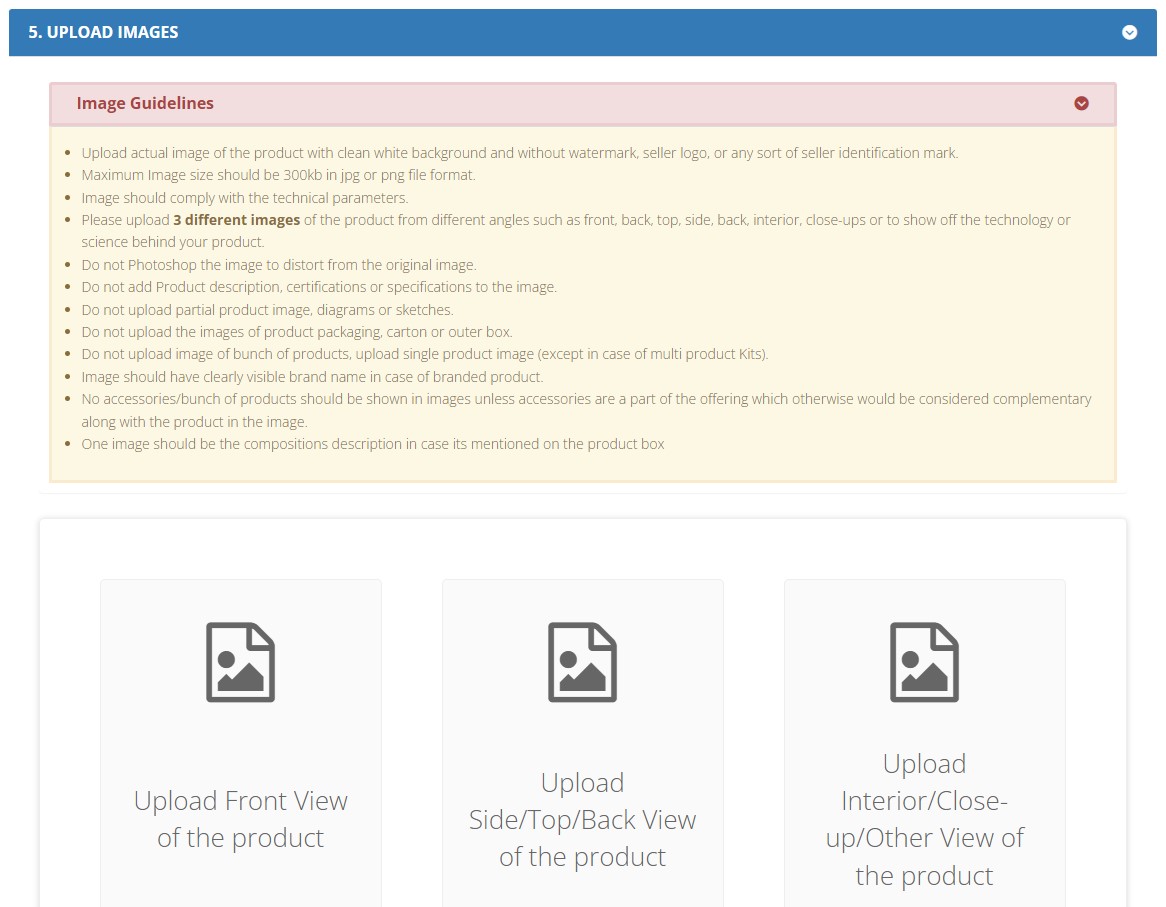 5. UPLOAD IMAGES
Image Guidelines
Upload actual image of the product with clean white background and without watermark, seller logo, or any sort of seller identification mark.
Maximum Image size should be 300kb in jpg or png file format.
Image should comply with the technical parameters.
Please upload 3 different images of the product from different angles such as front, back, top, side, back, interior, close-ups or to show off the technology or
science behind your product.
Do not Photoshop the image to distort from the original image.
Do not add Product description, certifications or specifications to the image.
Do not upload partial product image, diagrams or sketches.
Do not upload the images of product packaging, carton or outer box.
Do not upload image of bunch of products, upload single product image (except in case of multi product Kits).
Image should have clearly visible brand name in case of branded product.
No accessories/bunch of products should be shown in images unless accessories are a part of the offering which otherwise would be considered complementary
along with the product in the image.
One image should be the compositions description in case its mentioned on the product box
Upload Front View
of the product
Upload
Side/Top/Back View
of the product
Upload
Interior/Close-
up/Other View of
the product